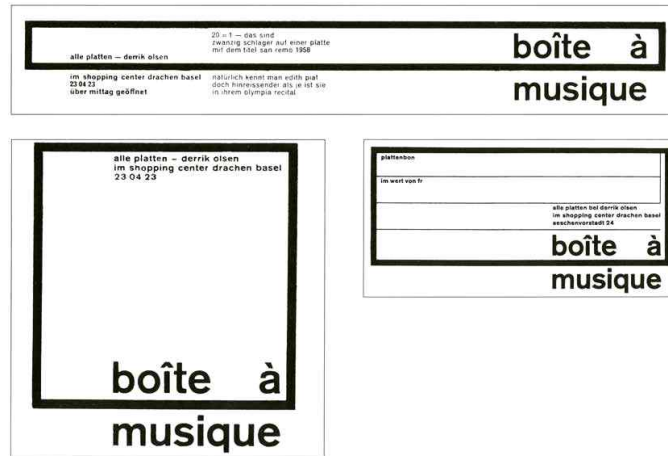 20 = 1 — das sind
zwanzig schlager auf einer platte
mit dem titel san remo 1958
alle platten — derrik olsen
boîte à
im shopping center drachen basel
23 04 23
über mittag geöffnet
natürlich kennt man edith piaf
doch hinreissender als je ist sie
in ihrem olympia recital
musique
alle platten – derrik olsen
im shopping center drachen basel
23 04 23
boîte à
musique
plattenbon
im wert von fr
alle platten bei derrik olsen
im shopping center drachen basel
aeschenvorstadt 24
boîte à
musique